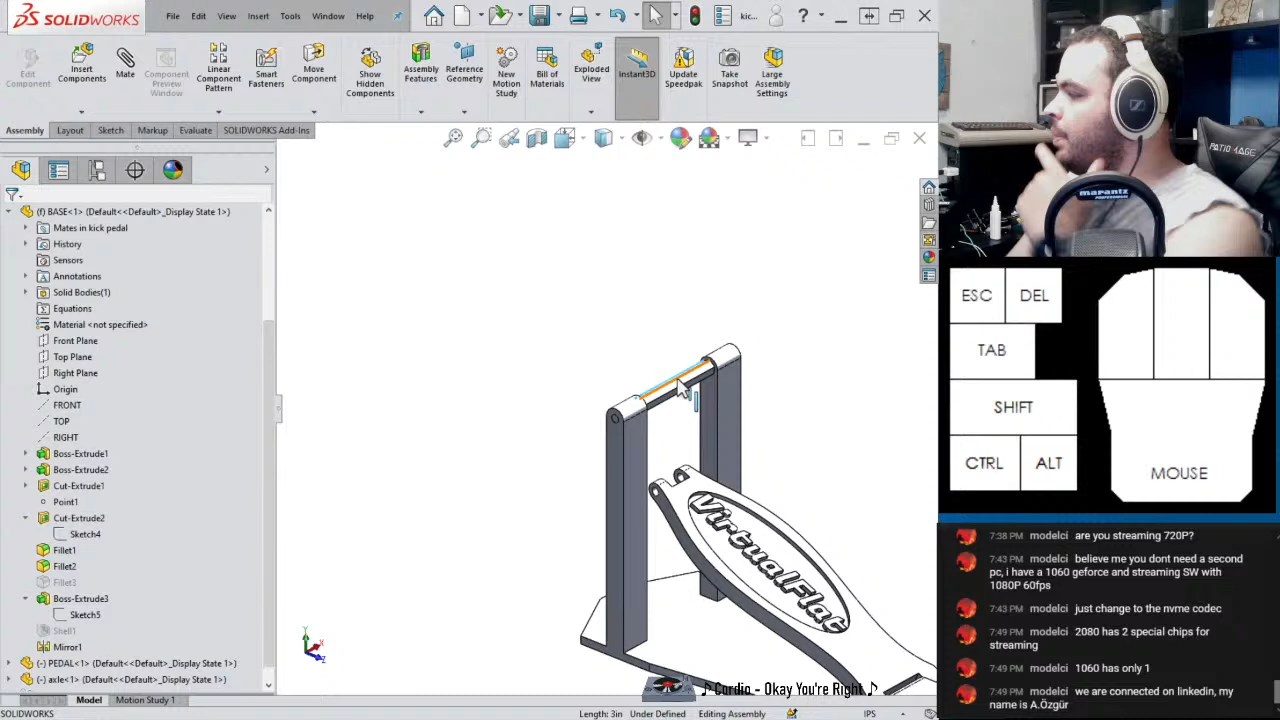 SOLIDWORKS
File Edit View Insert Tools Window Help
kic...
Edit Component
Insert Components
Mate
Component Preview Window
Linear Component Pattern
Smart Fasteners
Move Component
Show Hidden Components
Assembly Features
Reference Geometry
New Motion Study
Bill of Materials
Exploded View
Instant3D
Update Speedpak
Take Snapshot
Large Assembly Settings
Assembly Layout Sketch Markup Evaluate SOLIDWORKS Add-Ins
(f) BASE<1> (Default<<Default>_Display State 1>)
Mates in kick pedal
History
Sensors
Annotations
Solid Bodies(1)
Equations
Material <not specified>
Front Plane
Top Plane
Right Plane
Origin
FRONT
TOP
RIGHT
Boss-Extrude1
Boss-Extrude2
Cut-Extrude1
Point1
Cut-Extrude2
Sketch4
Fillet1
Fillet2
Fillet3
Boss-Extrude3
Sketch5
Shell1
Mirror1
(-) PEDAL<1> (Default<<Default>_Display State 1>)
(-) axle<1> (Default<<Default>_Display State 1>)
Model Motion Study 1
SOLIDWORKS
Length: 3in Under Defined Editing Assembly IPS
VirtualFlat
Y X Z
♪ Cordio - Okay You're Right ♪
marantz
PROFESSIONAL
ESC DEL
TAB
SHIFT
CTRL ALT
MOUSE
7:38 PM modelci are you streaming 720P?
7:43 PM modelci believe me you dont need a second
pc, i have a 1060 geforce and streaming SW with
1080P 60fps
7:43 PM modelci just change to the nvme codec
7:49 PM modelci 2080 has 2 special chips for
streaming
7:49 PM modelci 1060 has only 1
7:49 PM modelci we are connected on linkedin, my
name is A.Özgür